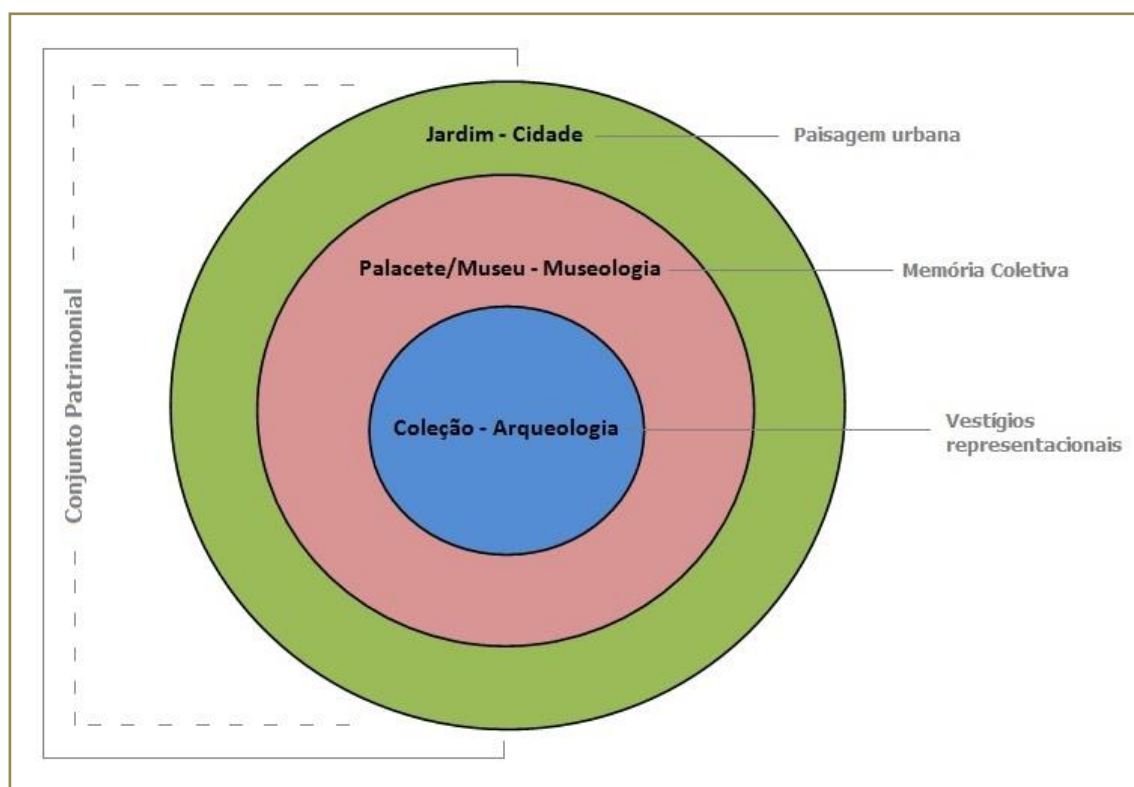 Jardim - Cidade
Paisagem urbana
Palacete/Museu - Museologia
Memória Coletiva
Conjunto Patrimonial
Coleção - Arqueologia
Vestígios
representacionais